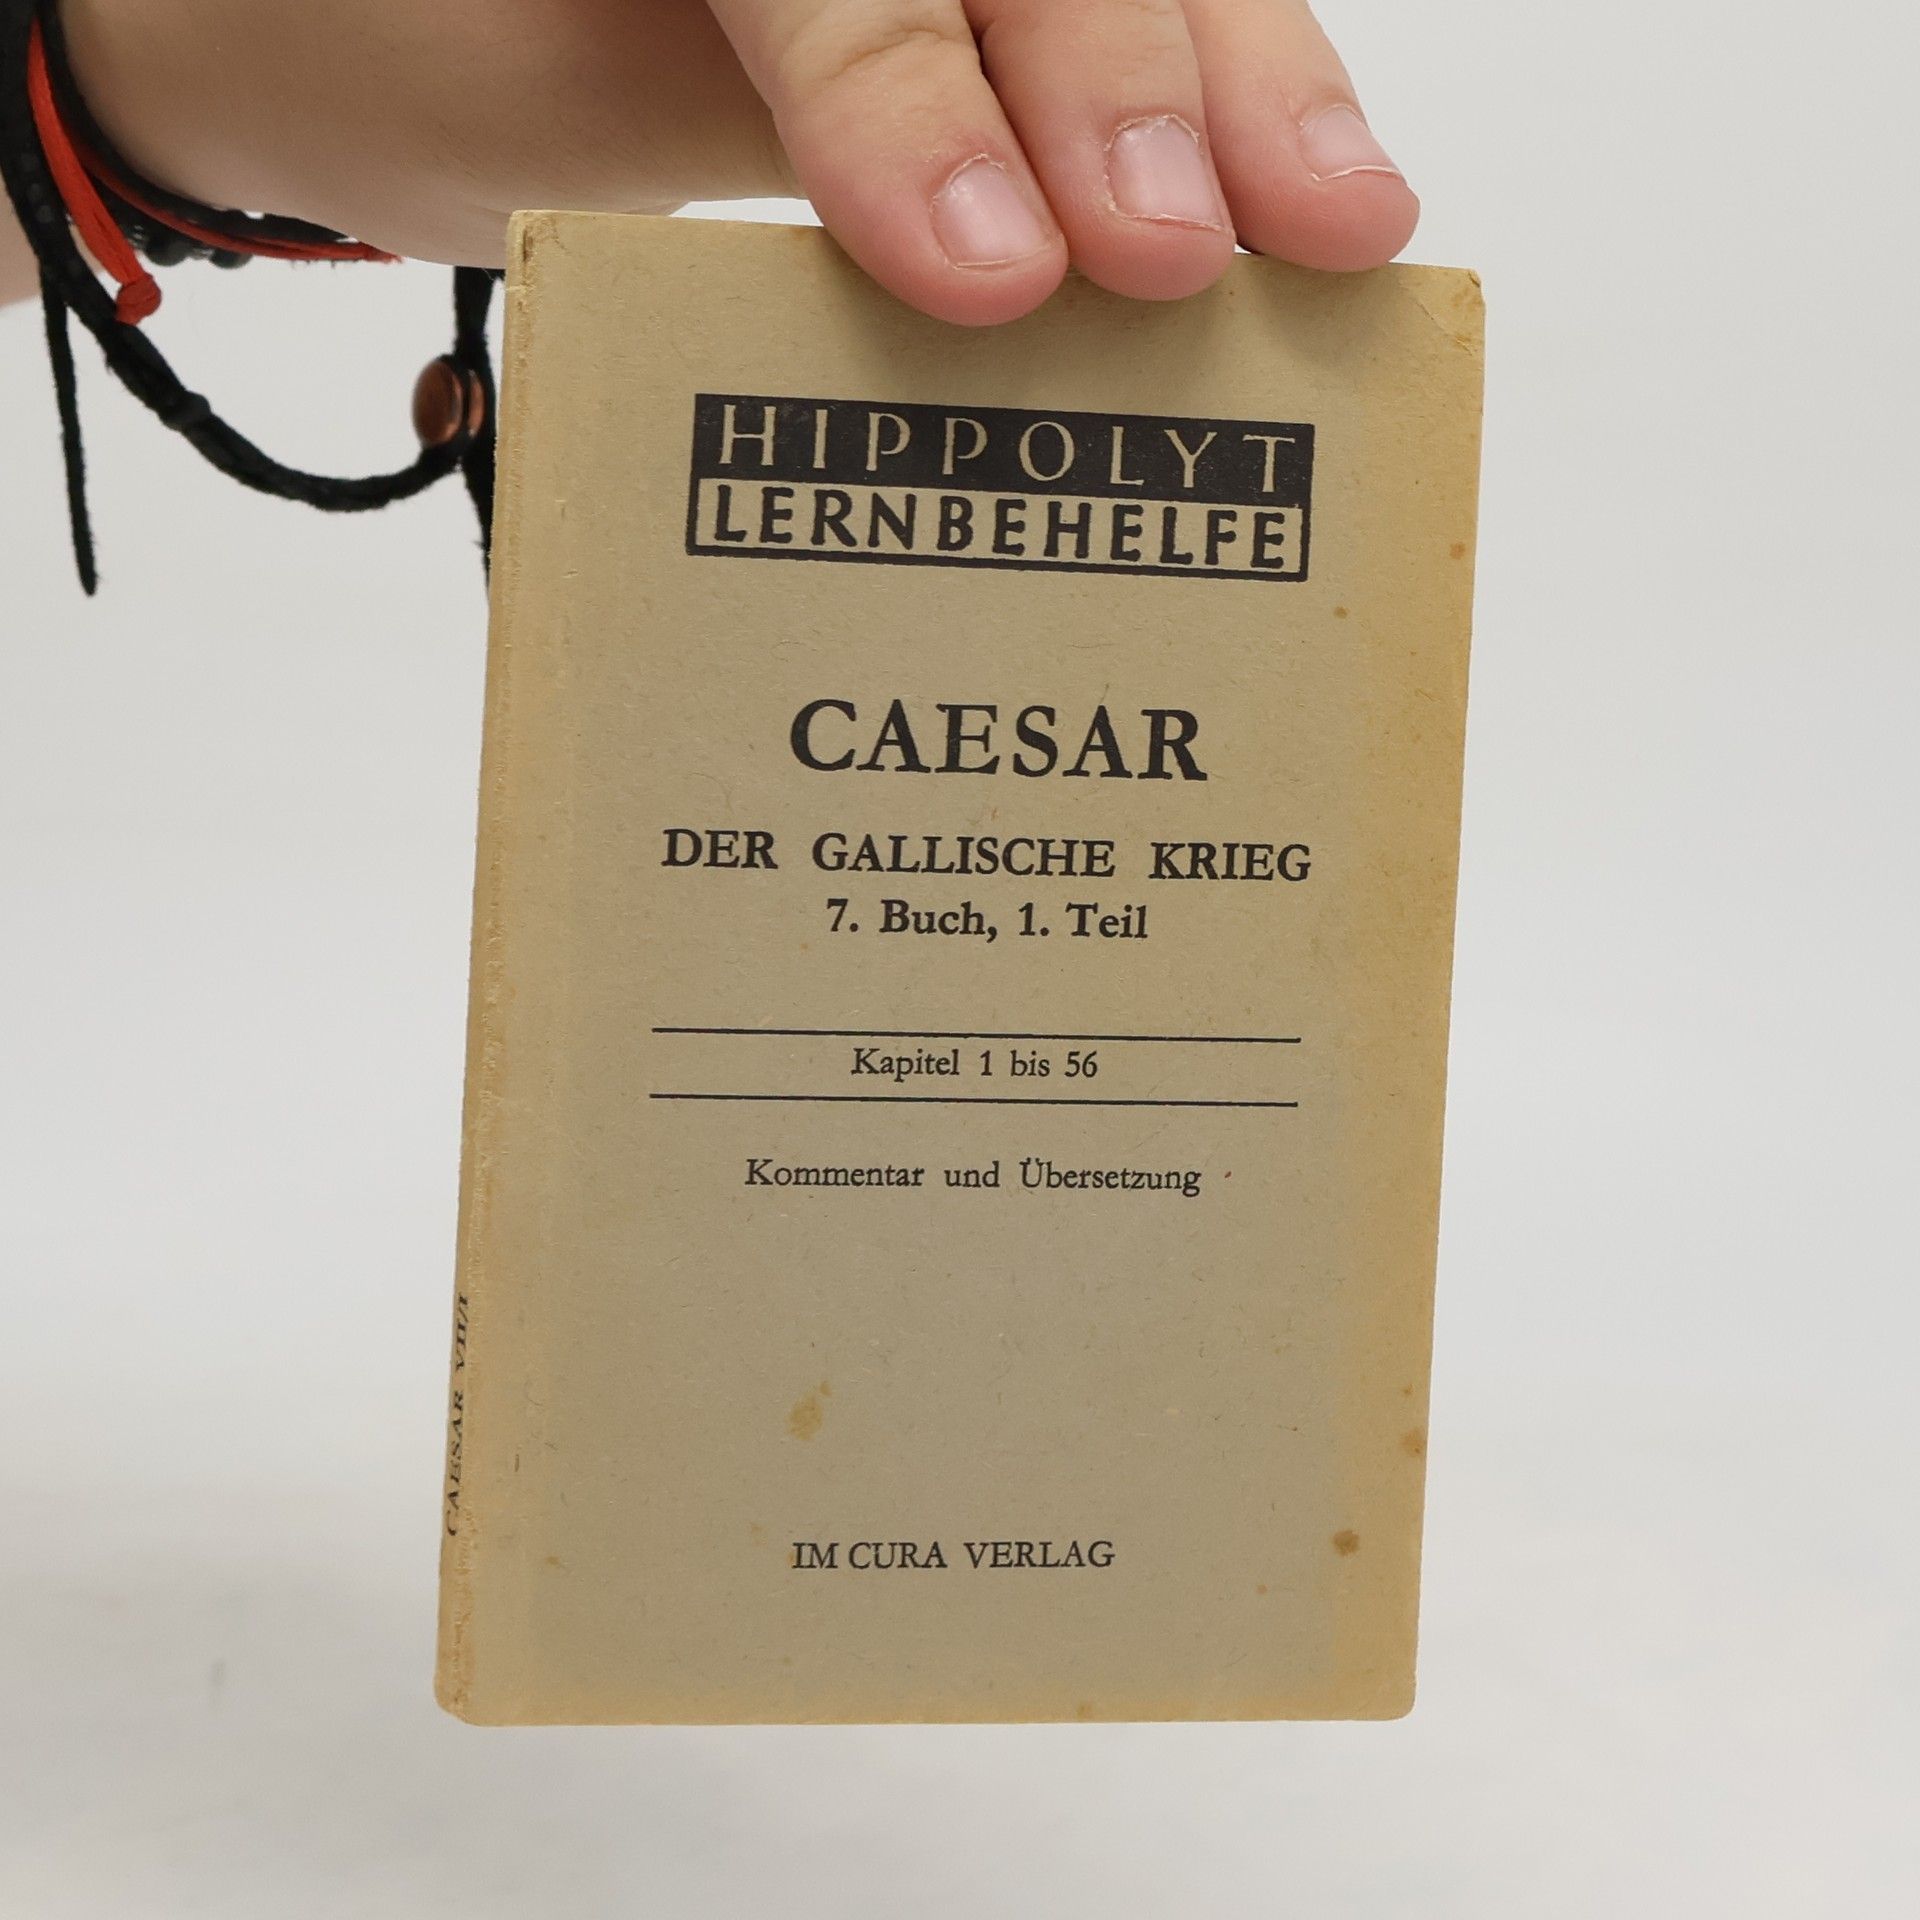 HIPPOLYT
LERNBEHELFE
CAESAR
DER GALLISCHE KRIEG
7. Buch, 1. Teil
Kapitel 1 bis 56
Kommentar und Übersetzung
IM CURA VERLAG
CAESAR VII/1